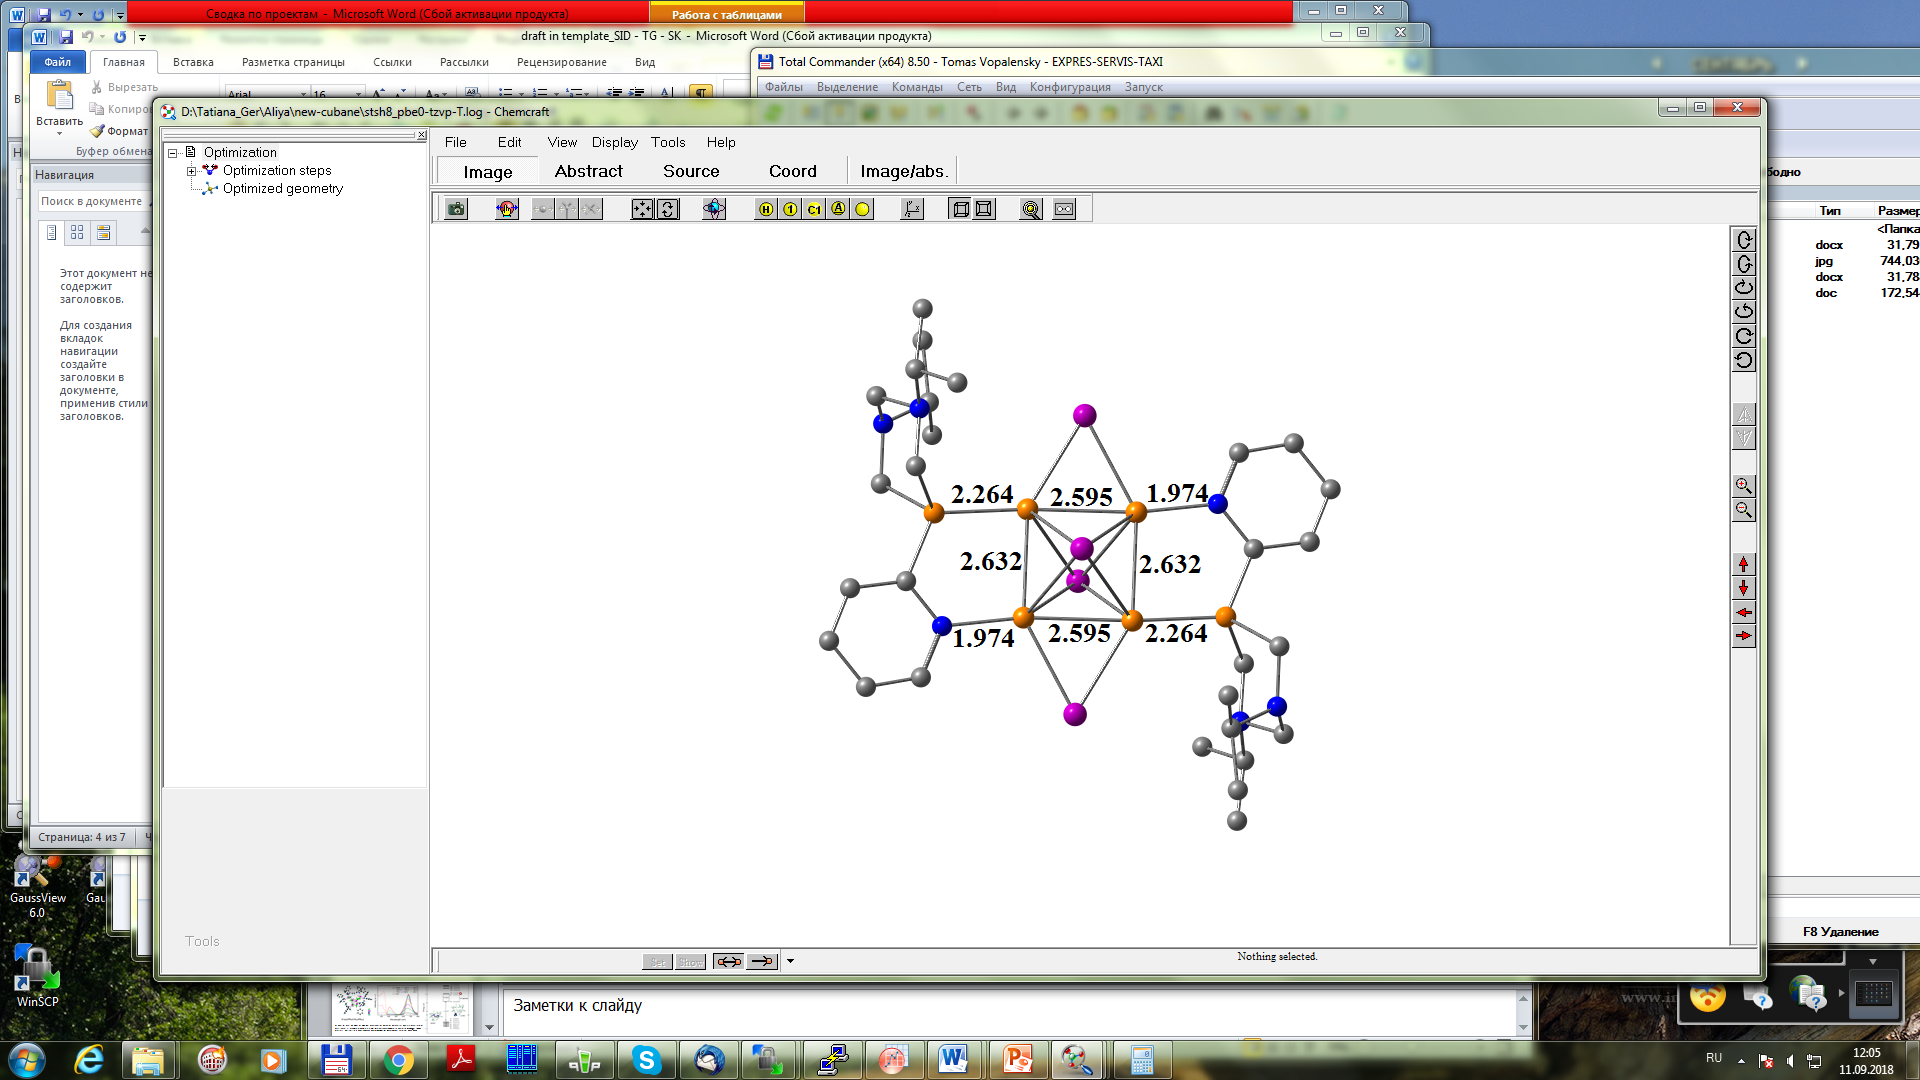 Сводка по проектам - Microsoft Word (Сбой активации продукта)
Работа с таблицами
draft in template_SID - TG - SK - Microsoft Word (Сбой активации продукта)
Файл Главная Вставка Разметка страницы Ссылки Рассылки Рецензирование Вид
Total Commander (x64) 8.50 - Tomas Vopalensky - EXPRES-SERVIS-TAXI
Файлы Выделение Команды Сеть Вид Конфигурация Запуск
Вырезать
Arial 16
Вставить
Формат
Буфер обмена
Навигация
Поиск в документе
Этот документ не
содержит
заголовков.
Для создания
вкладок
навигации
создайте
заголовки в
документе,
применив стили
заголовков.
Страница: 4 из 7
D:\Tatiana_Ger\Aliya\new-cubane\stsh8_pbe0-tzvp-T.log - Chemcraft
Optimization
Optimization steps
Optimized geometry
Tools
File Edit View Display Tools Help
Image Abstract Source Coord Image/abs.
H 1 C1 A
2.264 2.595 1.974
2.632 2.632
1.974 2.595 2.264
Set Show
Nothing selected.
Тип Размер
<Папка
docx 31,79
jpg 744,03
docx 31,78
doc 172,54
F8 Удаление
GaussView
6.0
WinSCP
Заметки к слайду
RU
12:05
11.09.2018